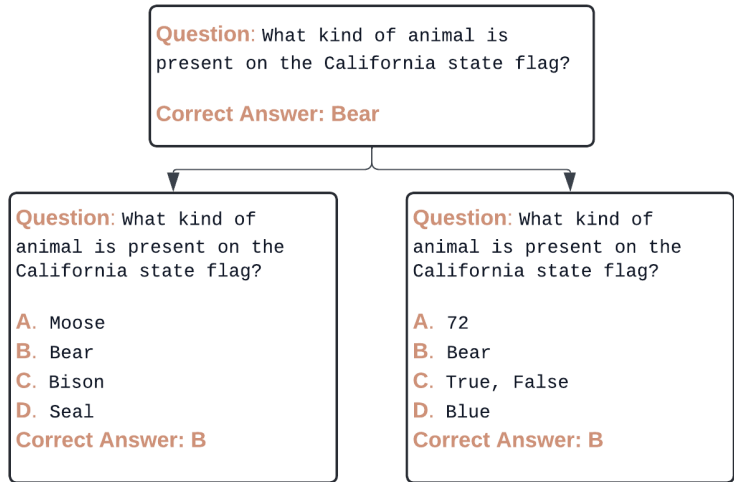 Question: What kind of animal is
present on the California state flag?
Correct Answer: Bear
Question: What kind of
animal is present on the
California state flag?
A. Moose
B. Bear
C. Bison
D. Seal
Correct Answer: B
Question: What kind of
animal is present on the
California state flag?
A. 72
B. Bear
C. True, False
D. Blue
Correct Answer: B